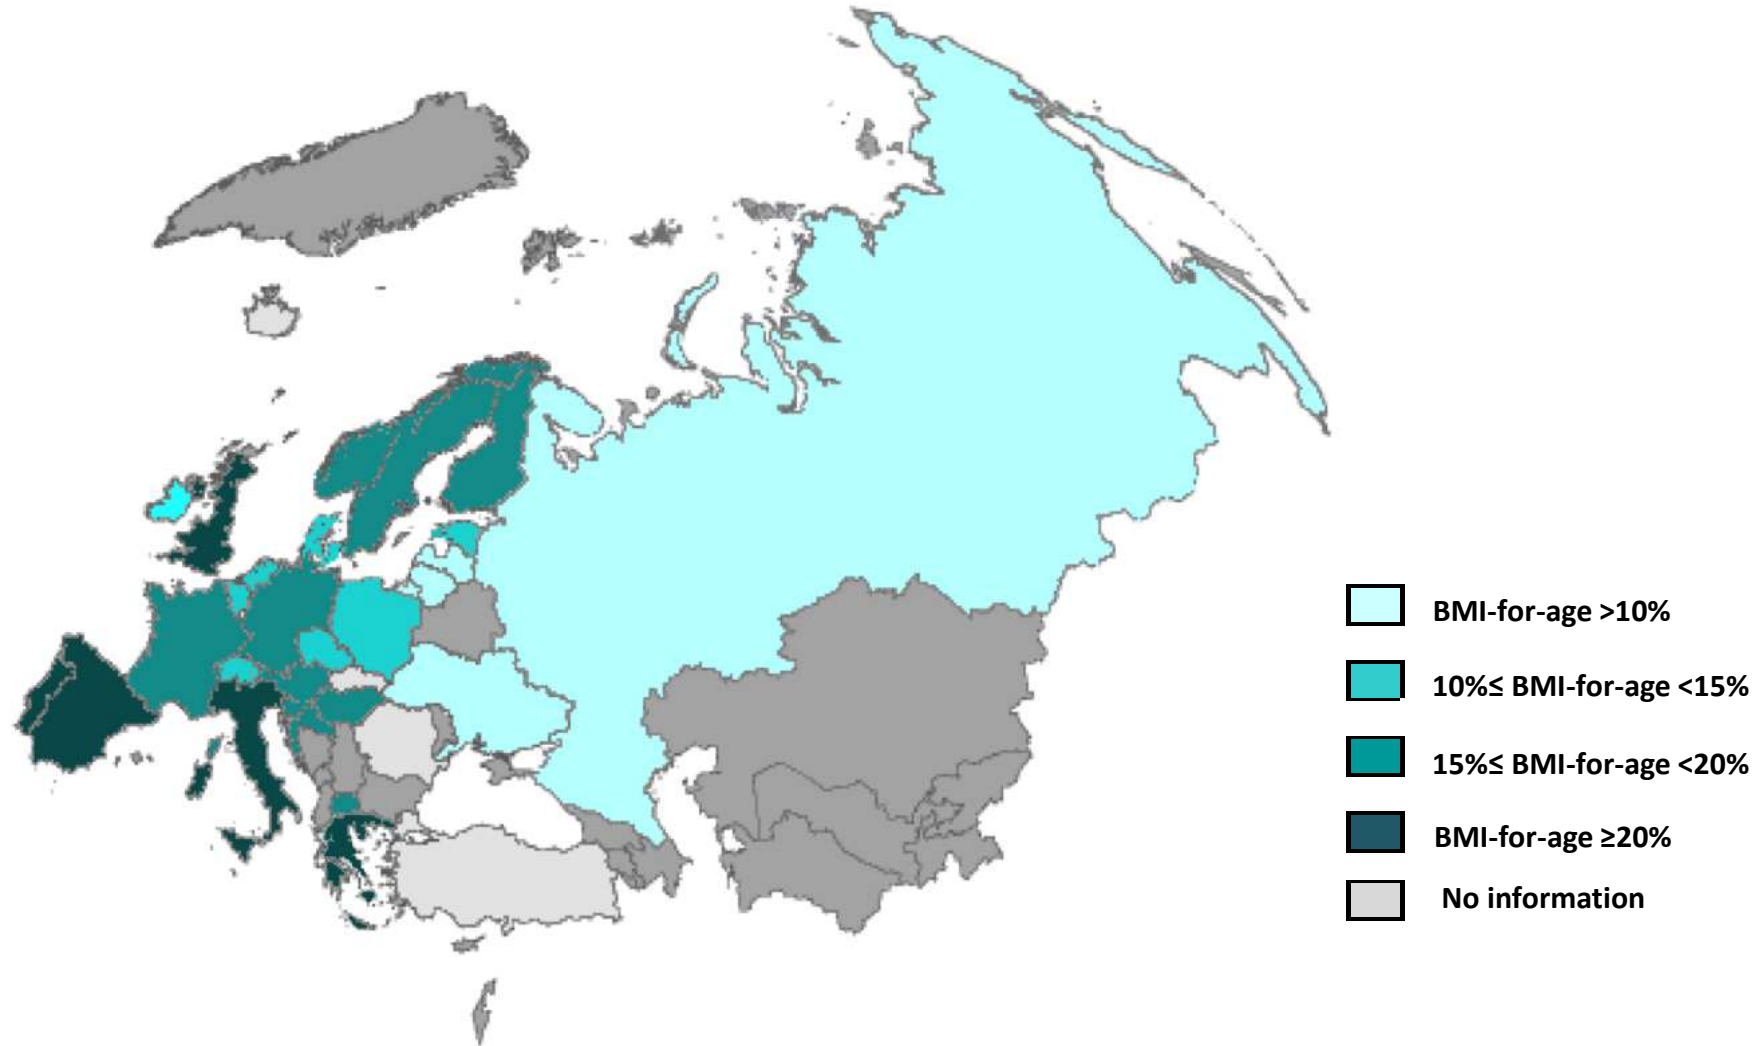 BMI-for-age >10%
10%≤ BMI-for-age <15%
15%≤ BMI-for-age <20%
BMI-for-age ≥20%
No information